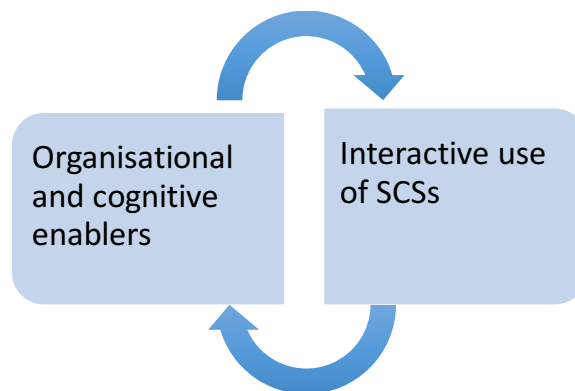 Organisational
and cognitive
enablers
Interactive use
of SCSs